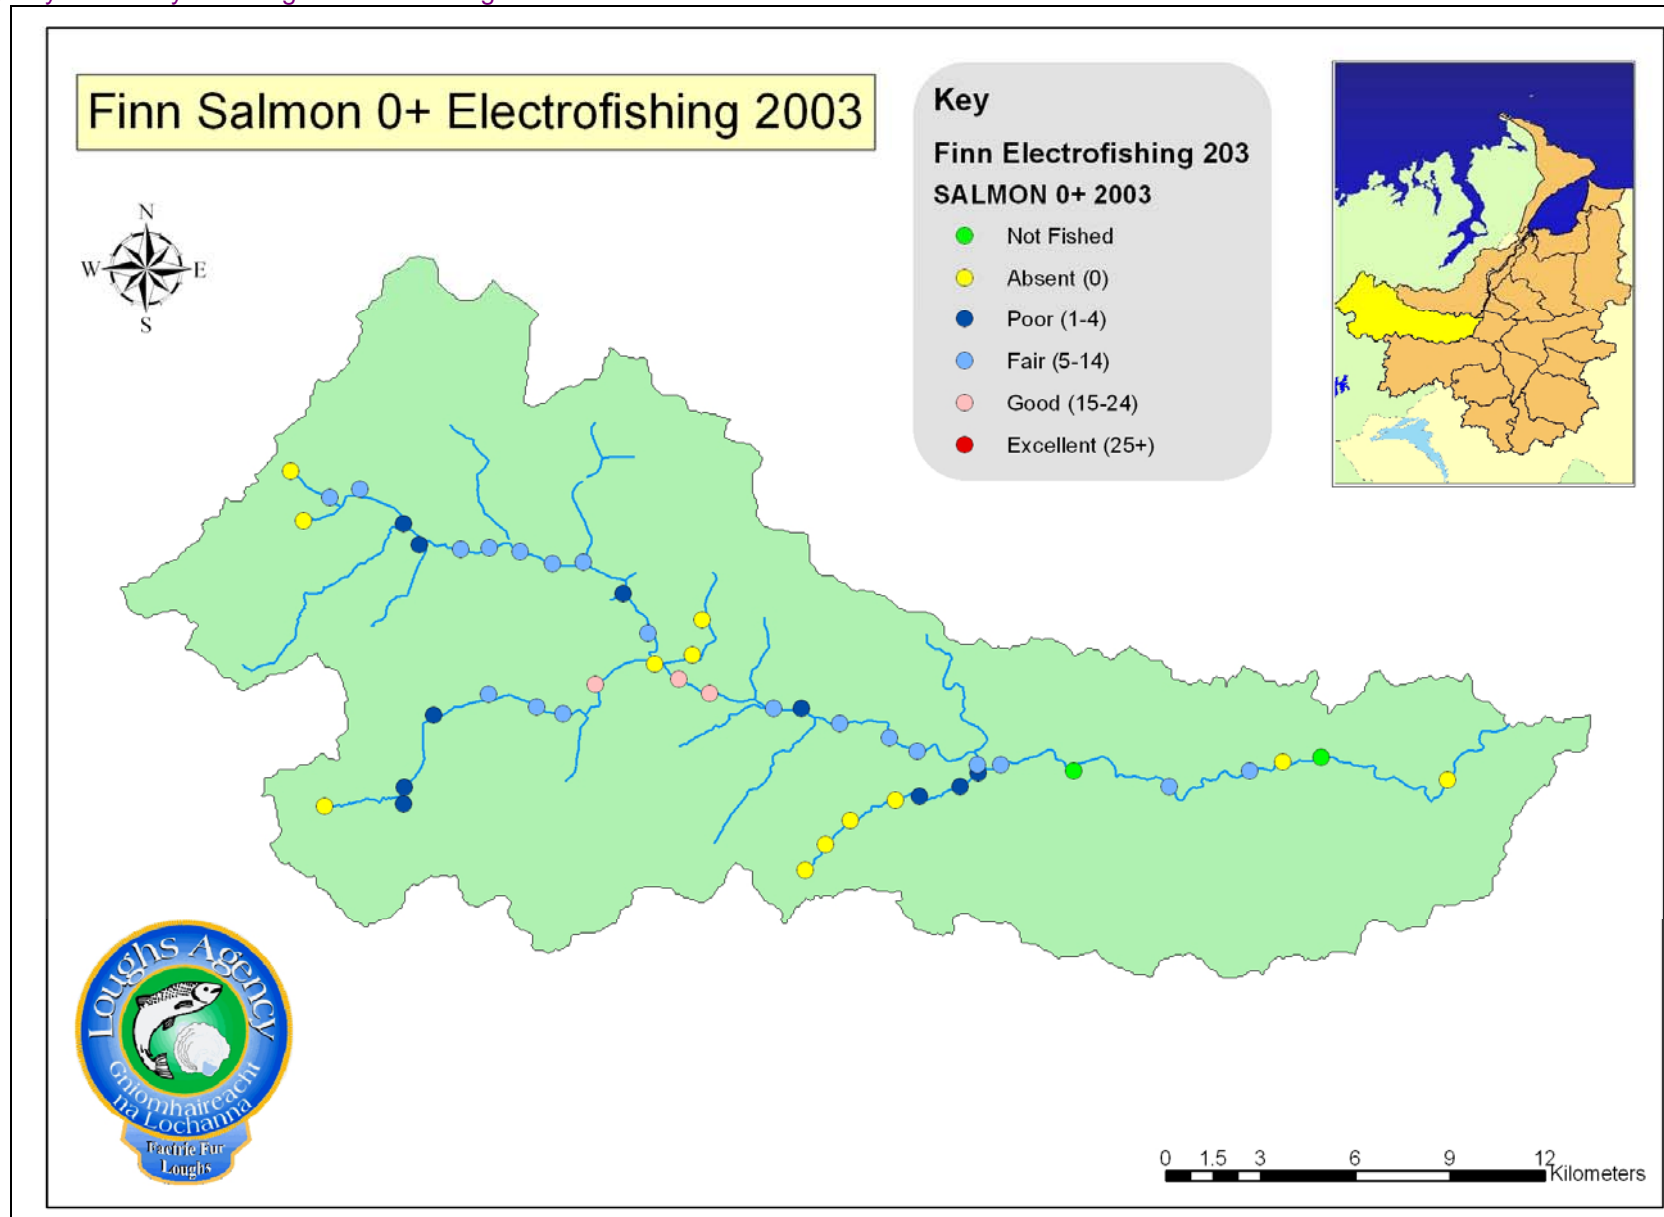 Finn Salmon 0+ Electrofishing 2003
Key
Finn Electrofishing 203
SALMON 0+ 2003
Not Fished
Absent (0)
Poor (1-4)
Fair (5-14)
Good (15-24)
Excellent (25+)
N
W E
S
Loughs Agency
Gníomhaireacht
na Lochanna
Factrie Fur
Loughs
0 1.5 3 6 9 12
Kilometers